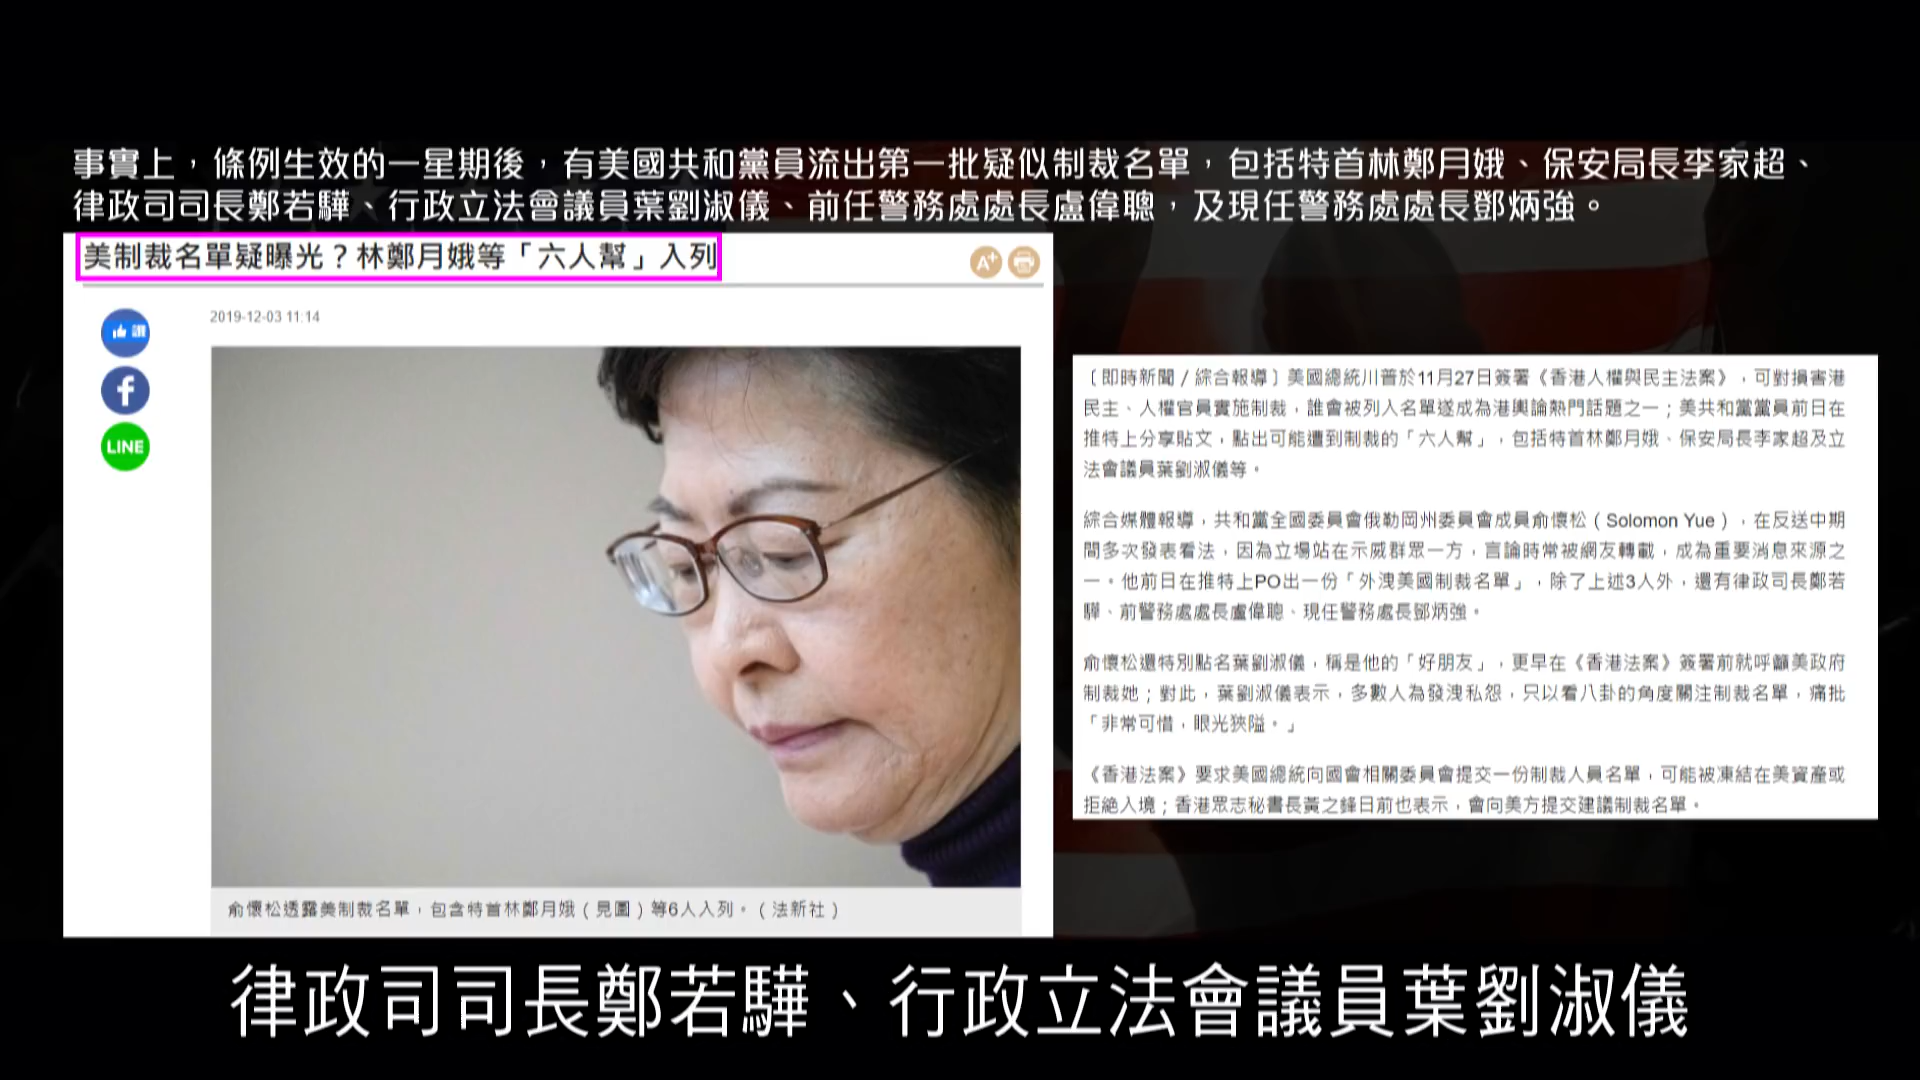 事實上，條例生效的一星期後，有美國共和黨員流出第一批疑似制裁名單，包括特首林鄭月娥、保安局長李家超、
律政司司長鄭若驊、行政立法會議員葉劉淑儀、前任警務處處長盧偉聰，及現任警務處處長鄧炳強。
美制裁名單疑曝光？林鄭月娥等「六人幫」入列
A+
2019-12-03 11:14
讚
f
LINE
俞懷松透露美制裁名單，包含特首林鄭月娥（見圖）等6人入列。（法新社）
〔即時新聞／綜合報導〕美國總統川普於11月27日簽署《香港人權與民主法案》，可對損害港
民主、人權官員實施制裁，誰會被列入名單遂成為港輿論熱門話題之一；美共和黨黨員前日在
推特上分享貼文，點出可能遭到制裁的「六人幫」，包括特首林鄭月娥、保安局長李家超及立
法會議員葉劉淑儀等。
綜合媒體報導，共和黨全國委員會俄勒岡州委員會成員俞懷松（Solomon Yue），在反送中期
間多次發表看法，因為立場站在示威群眾一方，言論時常被網友轉載，成為重要消息來源之
一。他前日在推特上PO出一份「外洩美國制裁名單」，除了上述3人外，還有律政司長鄭若
驊、前警務處處長盧偉聰、現任警務處長鄧炳強。
俞懷松還特別點名葉劉淑儀，稱是他的「好朋友」，更早在《香港法案》簽署前就呼籲美政府
制裁她；對此，葉劉淑儀表示，多數人為發洩私怨，只以看八卦的角度關注制裁名單，痛批
「非常可惜，眼光狹隘。」
《香港法案》要求美國總統向國會相關委員會提交一份制裁人員名單，可能被凍結在美資產或
拒絕入境；香港眾志秘書長黃之鋒日前也表示，會向美方提交建議制裁名單。
律政司司長鄭若驊、行政立法會議員葉劉淑儀